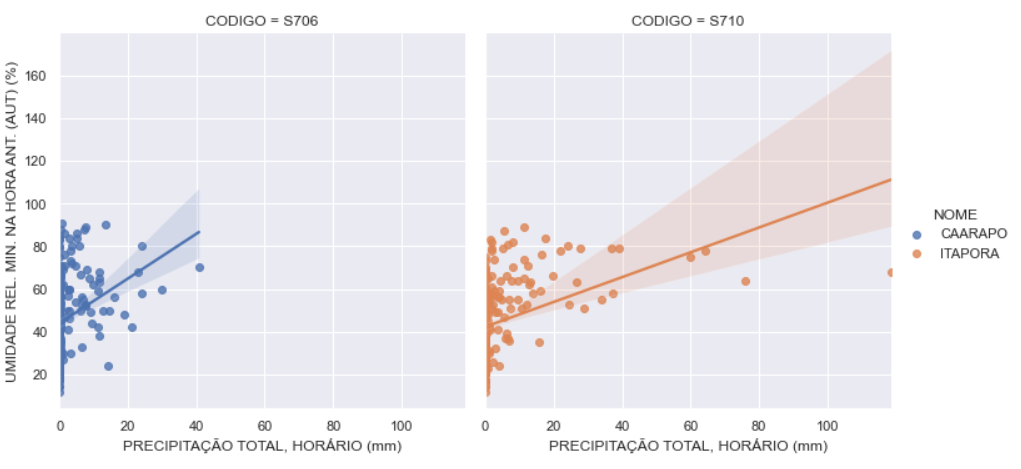 CODIGO = S706
CODIGO = S710
UMIDADE REL. MIN. NA HORA ANT. (AUT) (%)
160
140
120
100
80
60
40
20
0 20 40 60 80 100
0 20 40 60 80 100
PRECIPITAÇÃO TOTAL, HORÁRIO (mm)
PRECIPITAÇÃO TOTAL, HORÁRIO (mm)
NOME
CAARAPO
ITAPORA